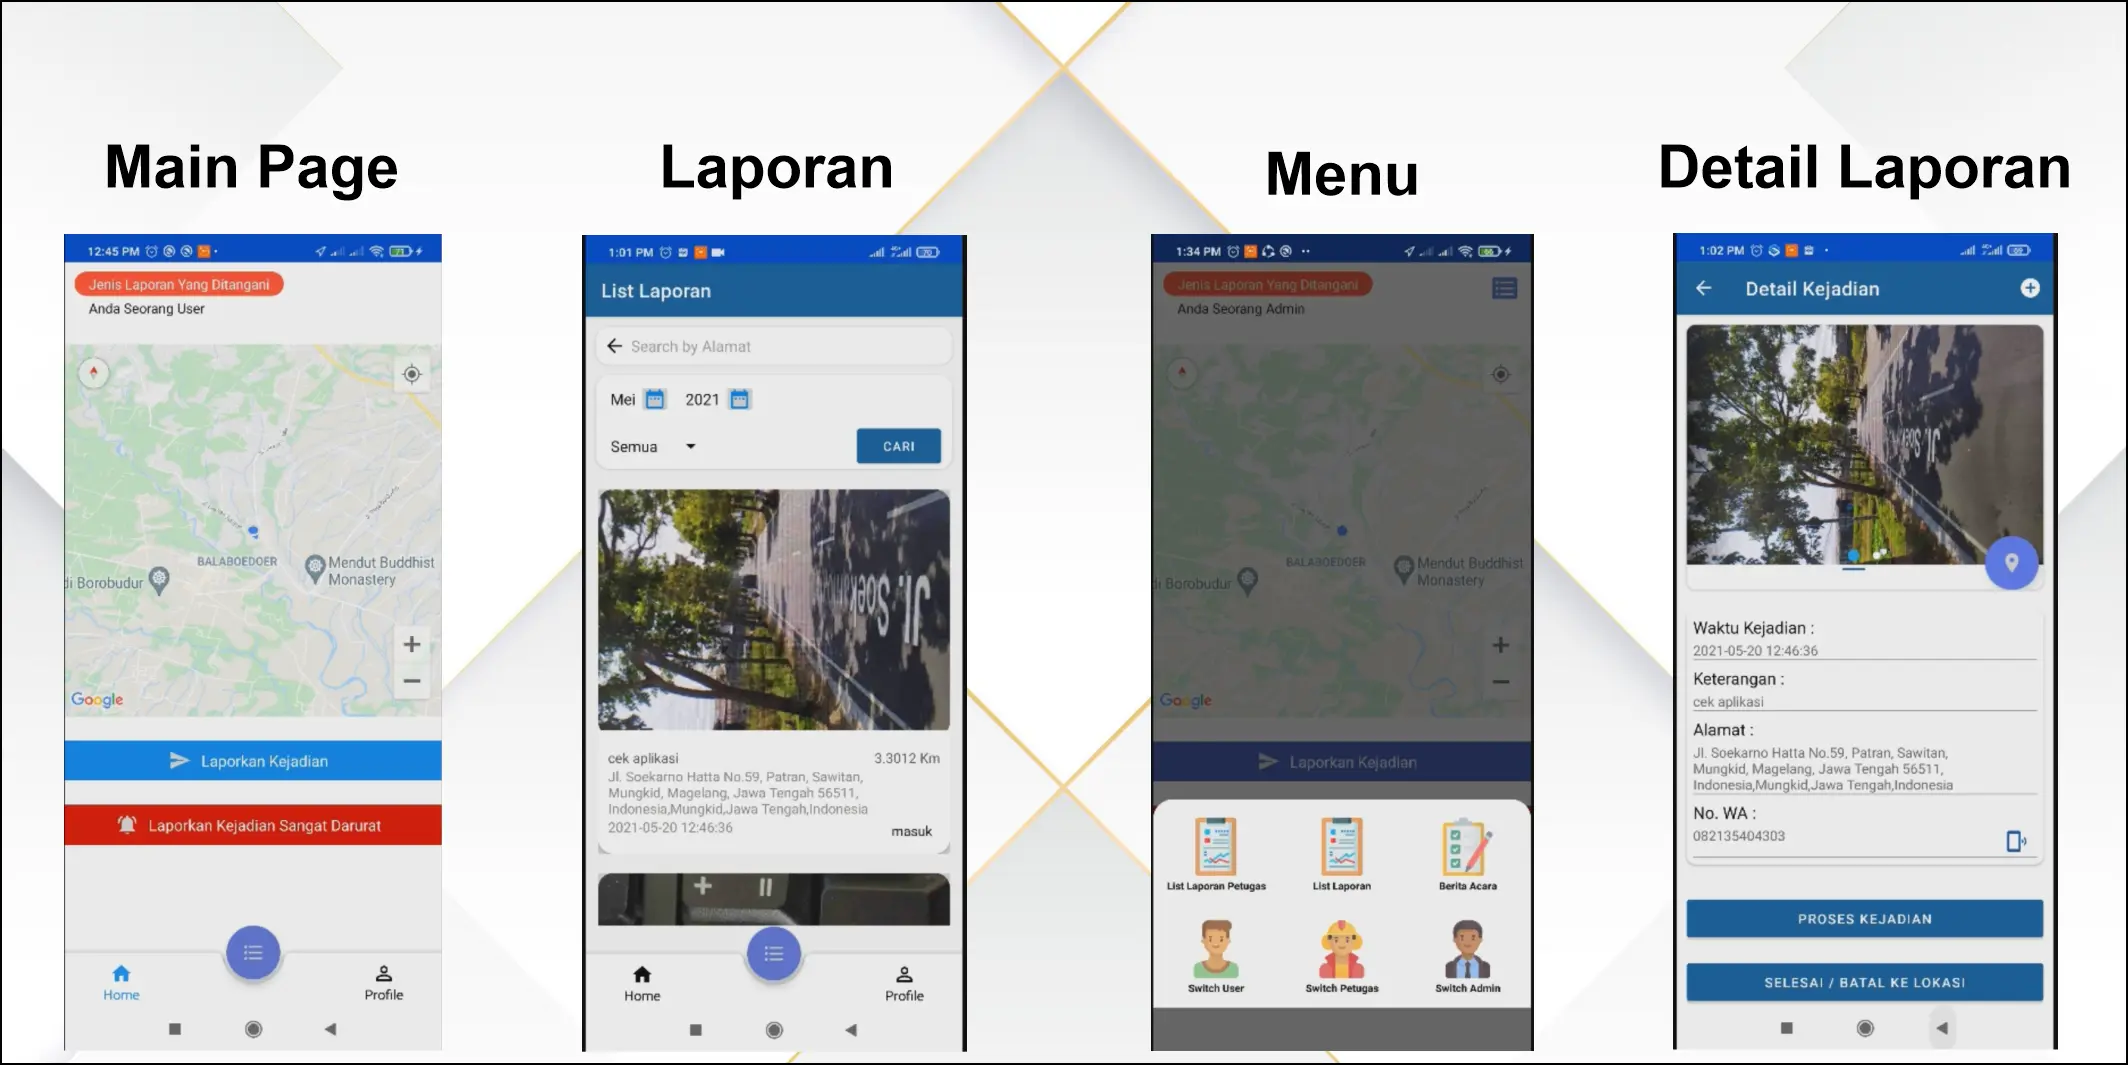 Main Page
12:45 PM
71
Jenis Laporan Yang Ditangani
Anda Seorang User
BALABOEDOER
Mendut Buddhist
Monastery
di Borobudur
Google
Laporkan Kejadian
Laporkan Kejadian Sangat Darurat
Home
Profile
Laporan
1:01 PM
70
List Laporan
Search by Alamat
Mei
2021
Semua
CARI
Jl. Soekarno
cek aplikasi
3.3012 Km
Jl. Soekarno Hatta No.59, Patran, Sawitan,
Mungkid, Magelang, Jawa Tengah 56511,
Indonesia,Mungkid,Jawa Tengah,Indonesia
2021-05-20 12:46:36
masuk
Home
Profile
Menu
1:34 PM
Jenis Laporan Yang Ditangani
Anda Seorang Admin
BALABOEDOER
Mendut Buddhist
Monastery
di Borobudur
Google
Laporkan Kejadian
List Laporan Petugas
List Laporan
Berita Acara
Switch User
Switch Petugas
Switch Admin
Detail Laporan
1:02 PM
69
Detail Kejadian
Waktu Kejadian :
2021-05-20 12:46:36
Keterangan :
cek aplikasi
Alamat :
Jl. Soekarno Hatta No.59, Patran, Sawitan,
Mungkid, Magelang, Jawa Tengah 56511,
Indonesia,Mungkid,Jawa Tengah,Indonesia
No. WA :
082135404303
PROSES KEJADIAN
SELESAI / BATAL KE LOKASI